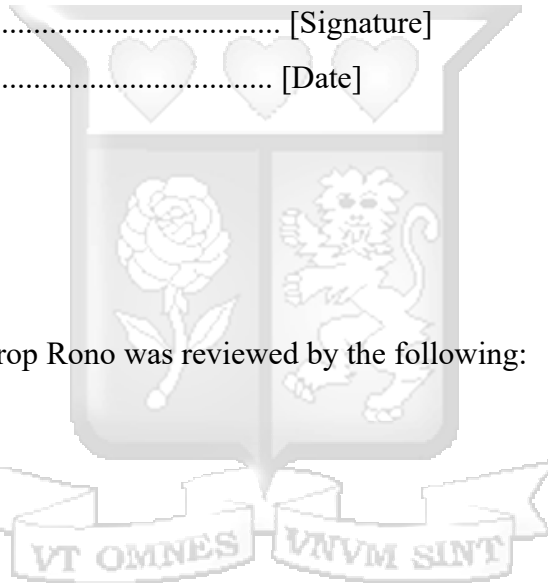 ................................ [Signature]
............................... [Date]
rop Rono was reviewed by the following:
VT OMNES VNVM SINT